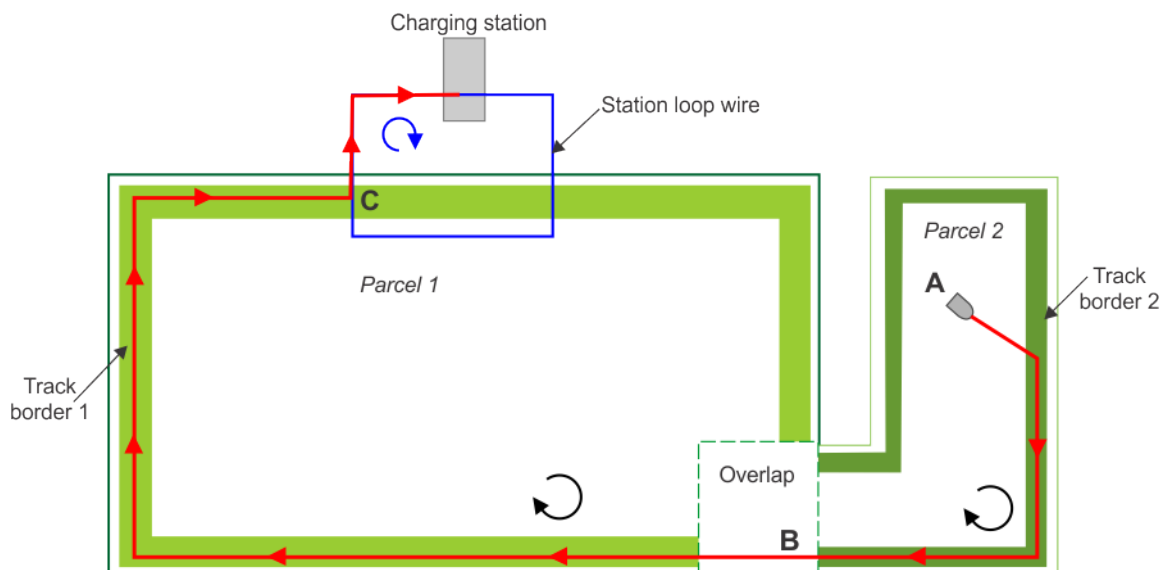 Charging station
Station loop wire
C
Parcel 2
Parcel 1
A
Track
border 2
Track
border 1
Overlap
B